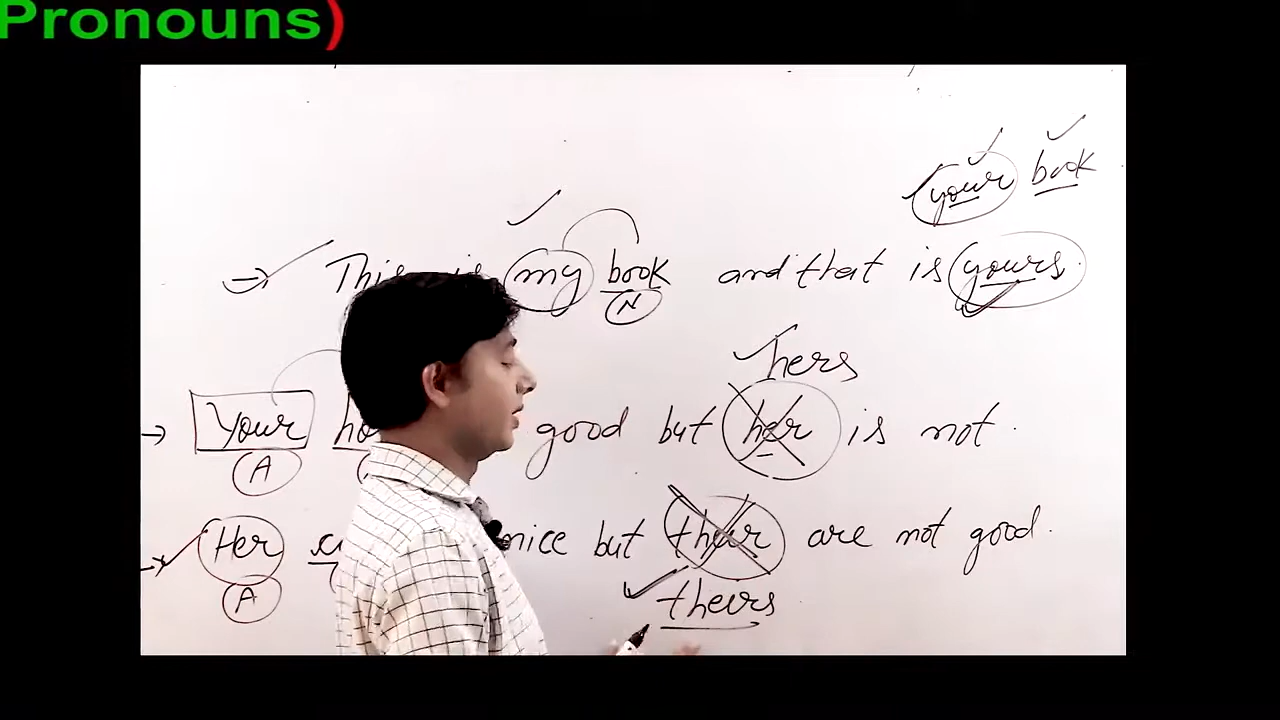 Pronouns)
your book
This is my book and that is yours.
N
hers
Your good but her is not.
A
Her nice but their are not good.
A
theirs